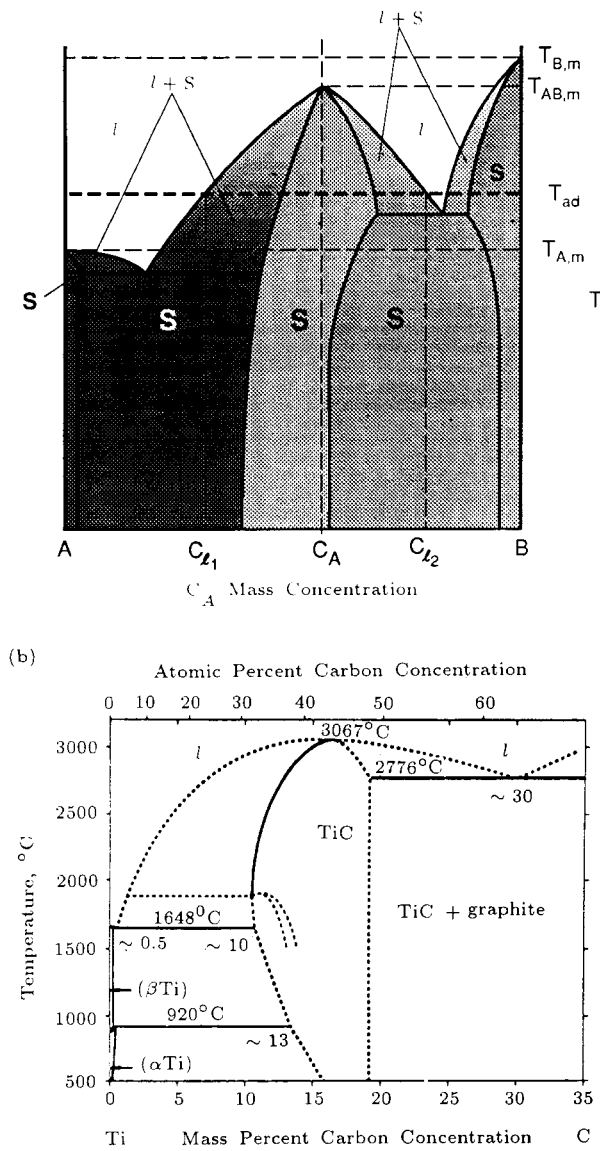 l + S
l + S
T_B,m
T_AB,m
l
l
S
T_ad
T_A,m
S
T
S
S
S
A
C_ℓ1
C_A
C_ℓ2
B
C_A Mass Concentration
(b)
Atomic Percent Carbon Concentration
0 5 10 20 30 40 50 60
3067°C
3000
l
l
2776°C
~ 30
2500
TiC
Temperature, °C
2000
TiC + graphite
1648⁰C
1500
~ 0.5
~ 10
(βTi)
1000
920°C
~ 13
(αTi)
500
0 5 10 15 20 25 30 35
Ti Mass Percent Carbon Concentration C